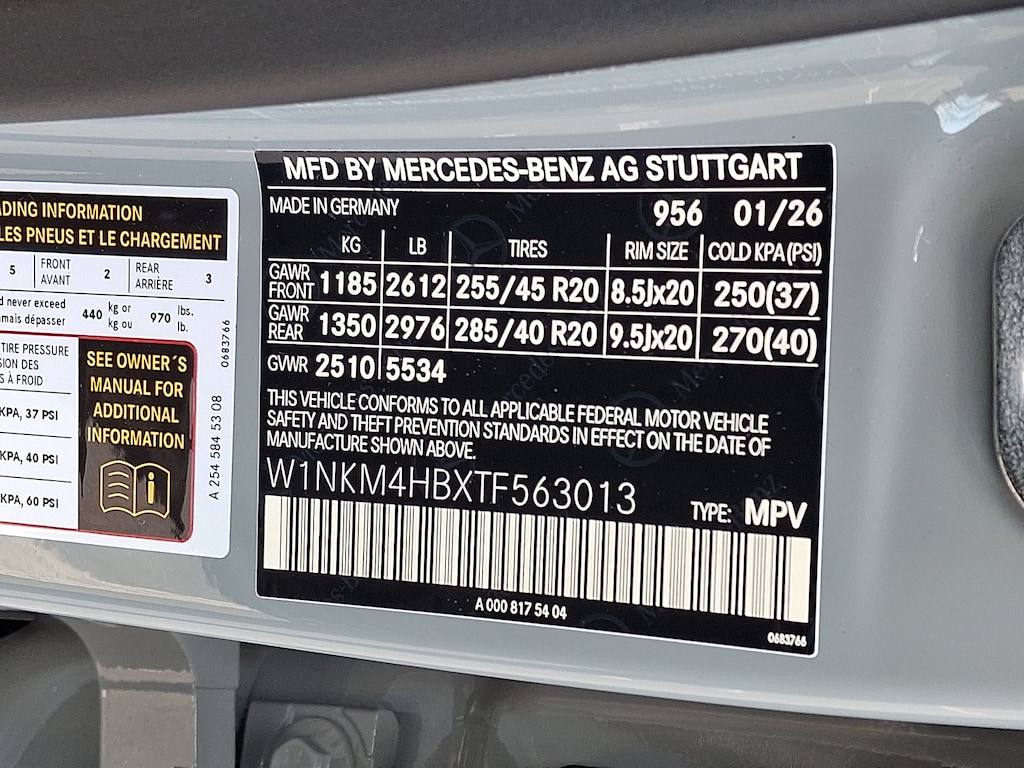 ADING INFORMATION
LES PNEUS ET LE CHARGEMENT
5 FRONT AVANT 2 REAR ARRIÈRE 3
d never exceed
amais dépasser
440 kg or kg ou 970 lbs. lb.
TIRE PRESSURE
SION DES
S À FROID
KPA, 37 PSI
KPA, 40 PSI
KPA, 60 PSI
SEE OWNER´S
MANUAL FOR
ADDITIONAL
INFORMATION
0683766
A 254 584 53 08
MFD BY MERCEDES-BENZ AG STUTTGART
MADE IN GERMANY 956 01/26
KG LB TIRES RIM SIZE COLD KPA(PSI)
GAWR FRONT 1185 2612 255/45 R20 8.5Jx20 250(37)
GAWR REAR 1350 2976 285/40 R20 9.5Jx20 270(40)
GVWR 2510 5534
THIS VEHICLE CONFORMS TO ALL APPLICABLE FEDERAL MOTOR VEHICLE
SAFETY AND THEFT PREVENTION STANDARDS IN EFFECT ON THE DATE OF
MANUFACTURE SHOWN ABOVE.
W1NKM4HBXTF563013
TYPE: MPV
A 000 817 54 04
0683766